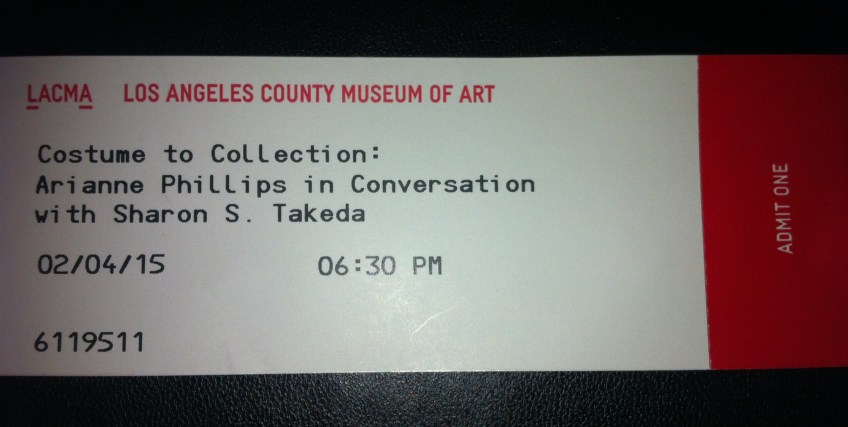 LACMA LOS ANGELES COUNTY MUSEUM OF ART
Costume to Collection:
Arianne Phillips in Conversation
with Sharon S. Takeda
02/04/15 06:30 PM
6119511
ADMIT ONE